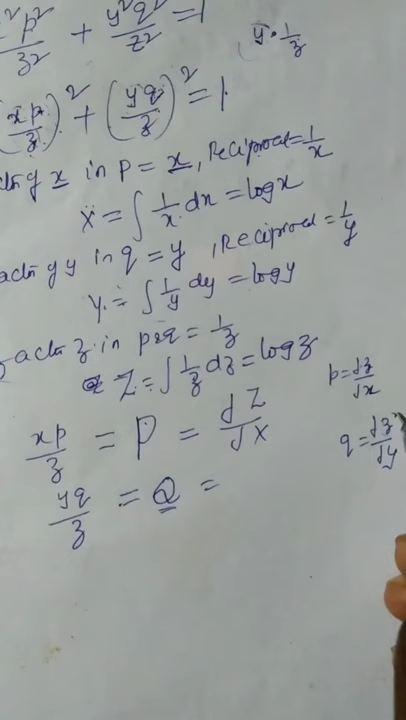 x²p²/z² + y²q²/z² = 1
y·1/z
(xp/z)² + (yq/z)² = 1
x in p = x, Reciprocal = 1/x
X = ∫ 1/x dx = log x
y in q = y, Reciprocal = 1/y
Y = ∫ 1/y dy = log y
z in p & q = 1/z
Z = ∫ 1/z dz = log z
p = dz/dx
xp/z = P = dZ/dX
q = dz/dy
yq/z = Q =